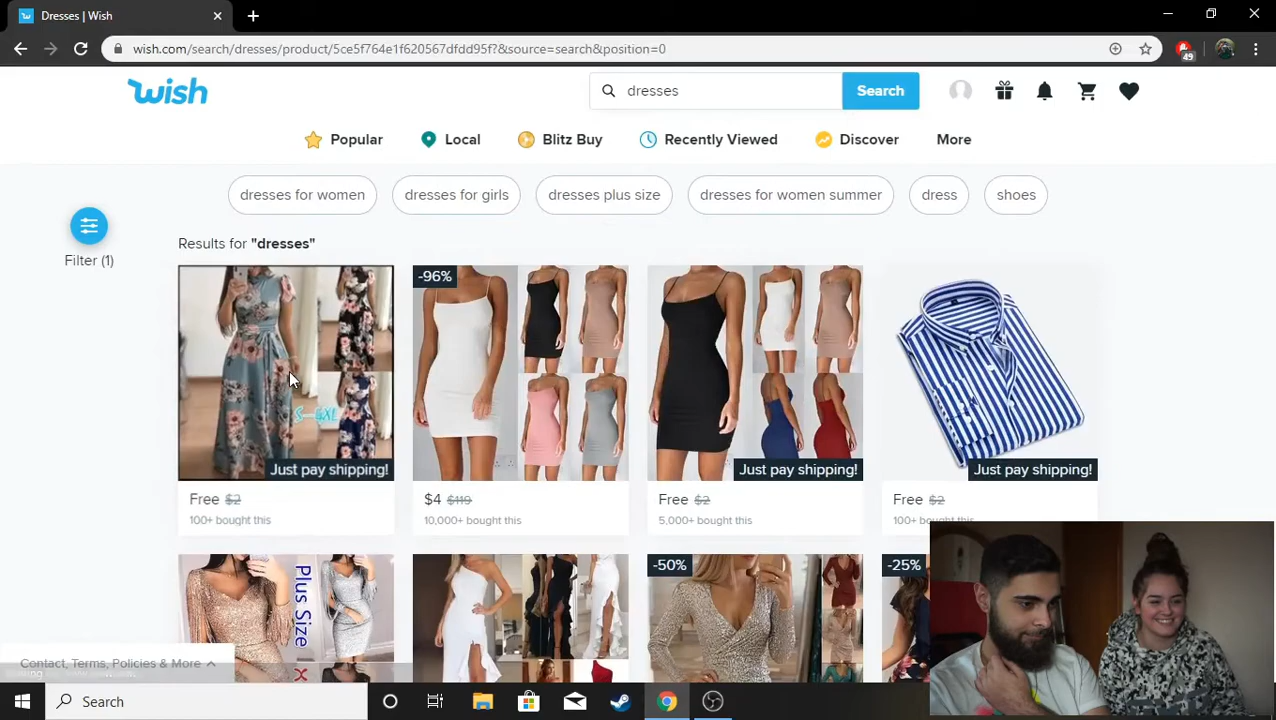 Dresses | Wish
wish.com/search/dresses/product/5ce5f764e1f620567dfdd95f?&source=search&position=0
49
wish
dresses
Search
Popular
Local
Blitz Buy
Recently Viewed
Discover
More
dresses for women
dresses for girls
dresses plus size
dresses for women summer
dress
shoes
Filter (1)
Results for "dresses"
S-5XL
Just pay shipping!
-96%
Just pay shipping!
Just pay shipping!
Free $2
100+ bought this
$4 $119
10,000+ bought this
Free $2
5,000+ bought this
Free $2
100+ bought this
Plus Size
-50%
-25%
Contact, Terms, Policies & More
Search